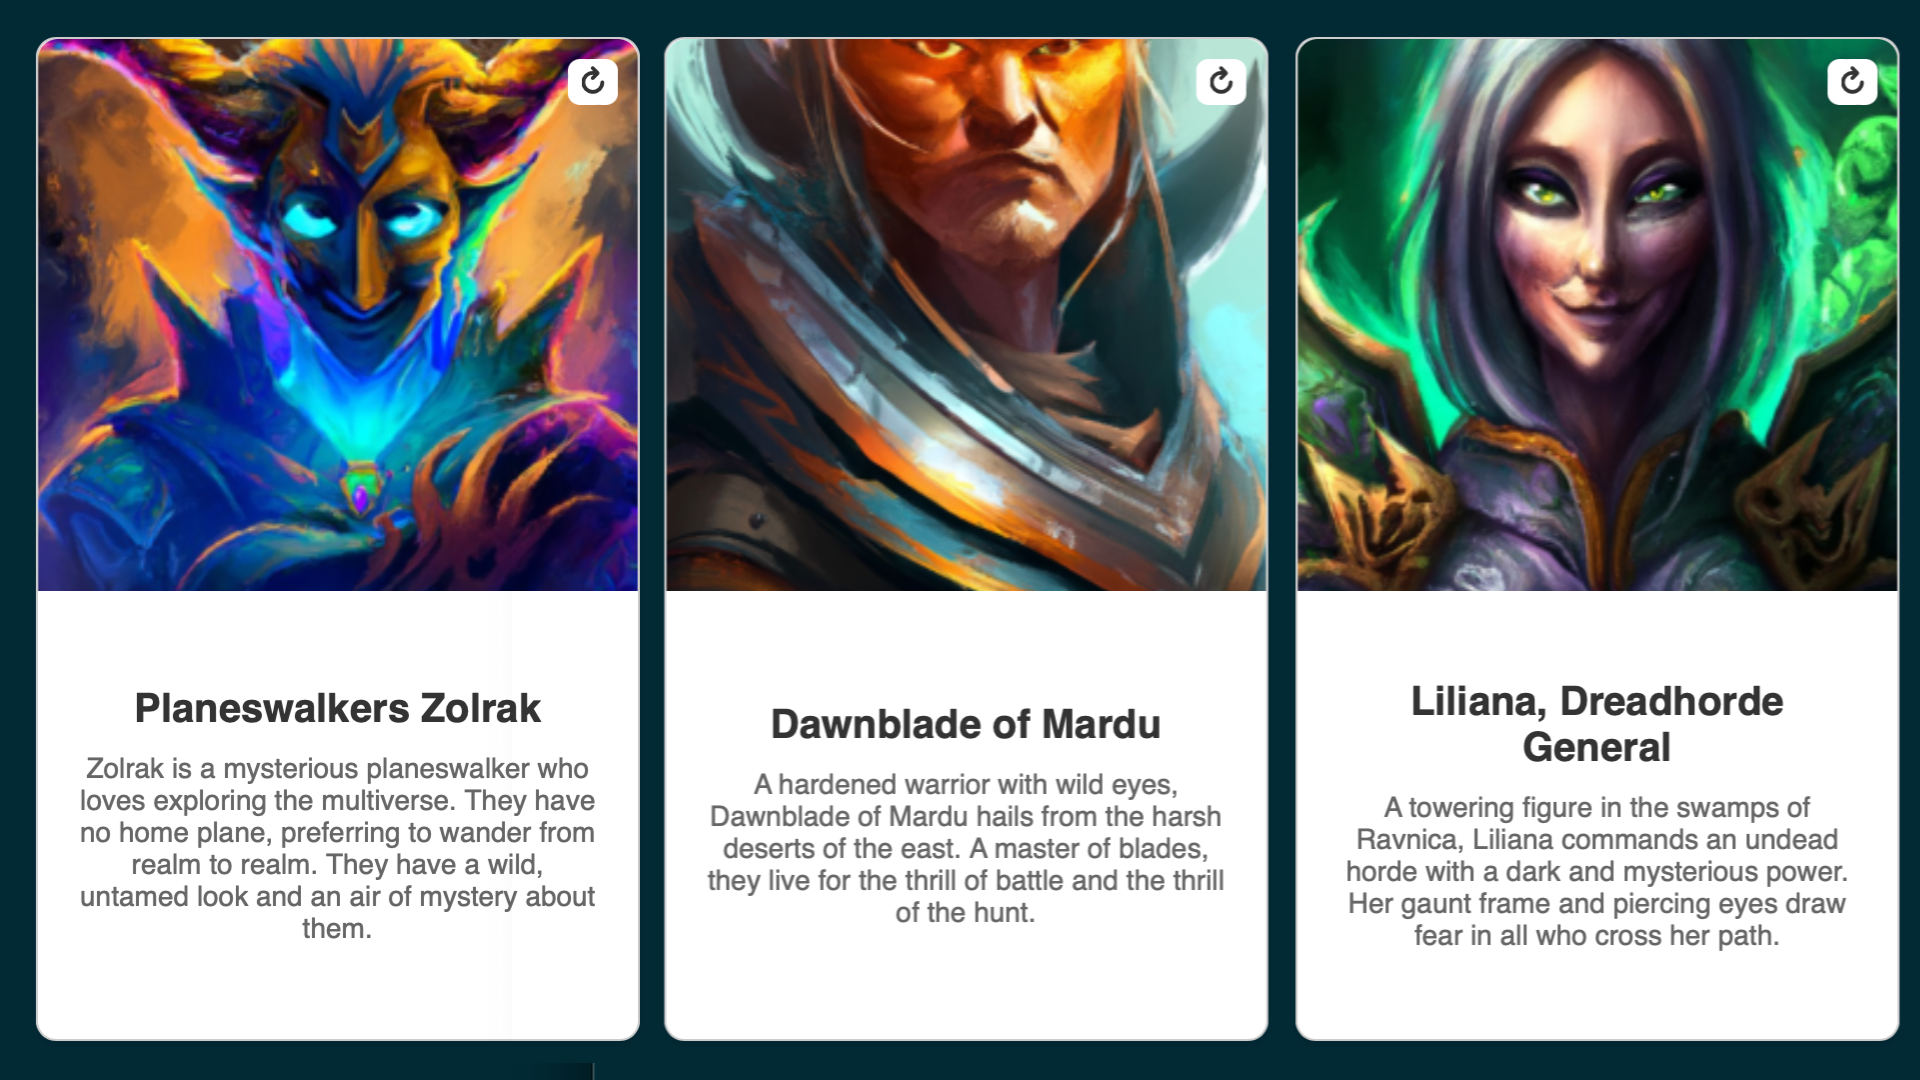 Planeswalkers Zolrak
Zolrak is a mysterious planeswalker who
loves exploring the multiverse. They have
no home plane, preferring to wander from
realm to realm. They have a wild,
untamed look and an air of mystery about
them.
Dawnblade of Mardu
A hardened warrior with wild eyes,
Dawnblade of Mardu hails from the harsh
deserts of the east. A master of blades,
they live for the thrill of battle and the thrill
of the hunt.
Liliana, Dreadhorde
General
A towering figure in the swamps of
Ravnica, Liliana commands an undead
horde with a dark and mysterious power.
Her gaunt frame and piercing eyes draw
fear in all who cross her path.